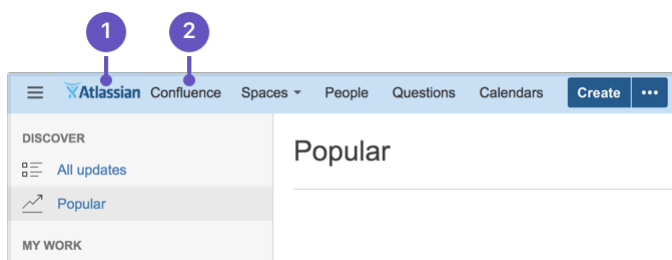 1 2
Atlassian Confluence Spaces People Questions Calendars Create ...
DISCOVER
Popular
All updates
Popular
MY WORK